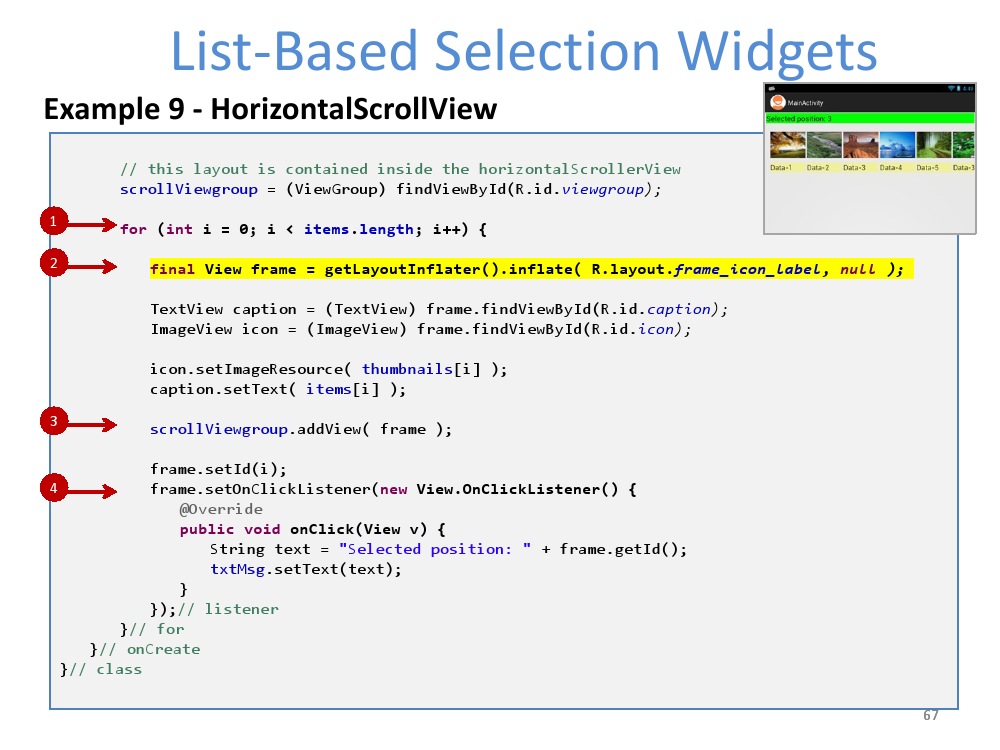 List-Based Selection Widgets
Example 9 - HorizontalScrollView
MainActivity
Selected position: 3
Data-1 Data-2 Data-3 Data-4 Data-5 Data-3
// this layout is contained inside the horizontalScrollerView
scrollViewgroup = (ViewGroup) findViewById(R.id.viewgroup);
1
for (int i = 0; i < items.length; i++) {
2
final View frame = getLayoutInflater().inflate( R.layout.frame_icon_label, null );
TextView caption = (TextView) frame.findViewById(R.id.caption);
ImageView icon = (ImageView) frame.findViewById(R.id.icon);
icon.setImageResource( thumbnails[i] );
caption.setText( items[i] );
3
scrollViewgroup.addView( frame );
frame.setId(i);
4
frame.setOnClickListener(new View.OnClickListener() {
@Override
public void onClick(View v) {
String text = "Selected position: " + frame.getId();
txtMsg.setText(text);
}
});// listener
}// for
}// onCreate
}// class
67